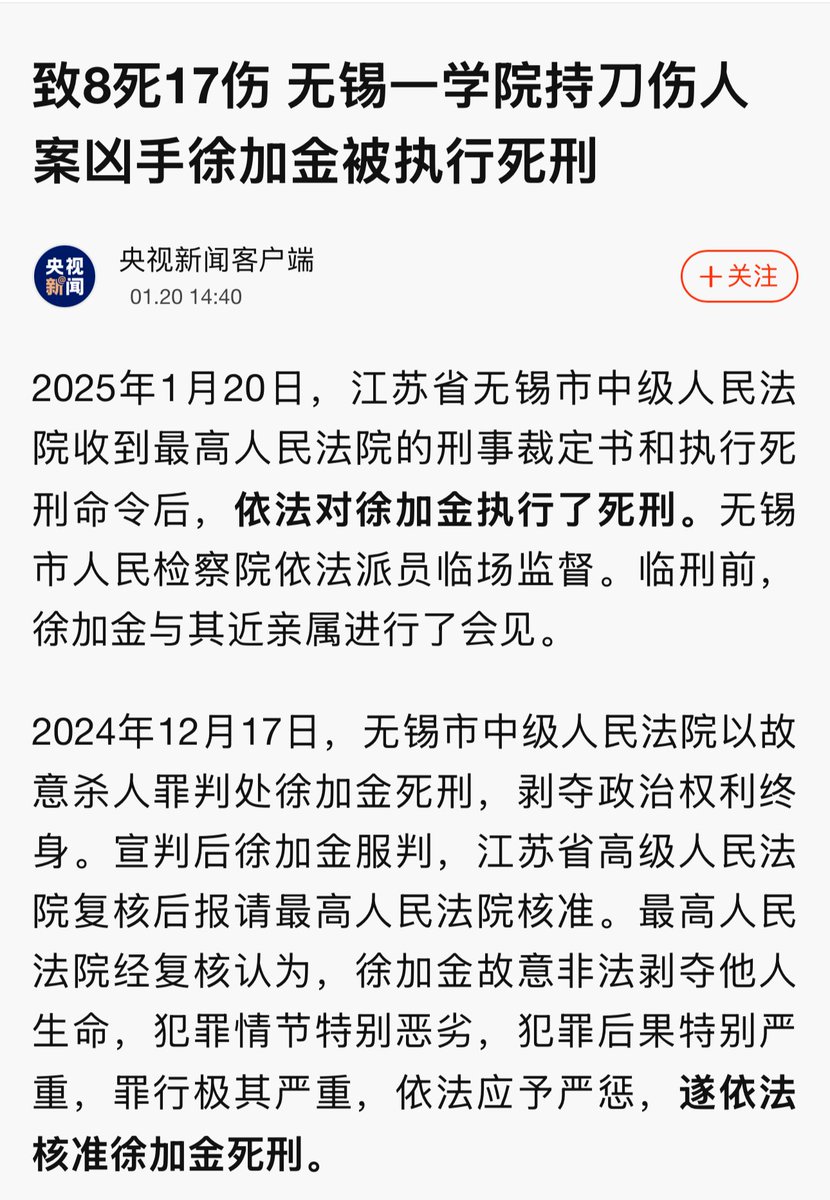 致8死17伤 无锡一学院持刀伤人
案凶手徐加金被执行死刑
央视
新闻
央视新闻客户端
01.20 14:40
+关注
2025年1月20日，江苏省无锡市中级人民法
院收到最高人民法院的刑事裁定书和执行死
刑命令后，依法对徐加金执行了死刑。无锡
市人民检察院依法派员临场监督。临刑前，
徐加金与其近亲属进行了会见。
2024年12月17日，无锡市中级人民法院以故
意杀人罪判处徐加金死刑，剥夺政治权利终
身。宣判后徐加金服判，江苏省高级人民法
院复核后报请最高人民法院核准。最高人民
法院经复核认为，徐加金故意非法剥夺他人
生命，犯罪情节特别恶劣，犯罪后果特别严
重，罪行极其严重，依法应予严惩，遂依法
核准徐加金死刑。